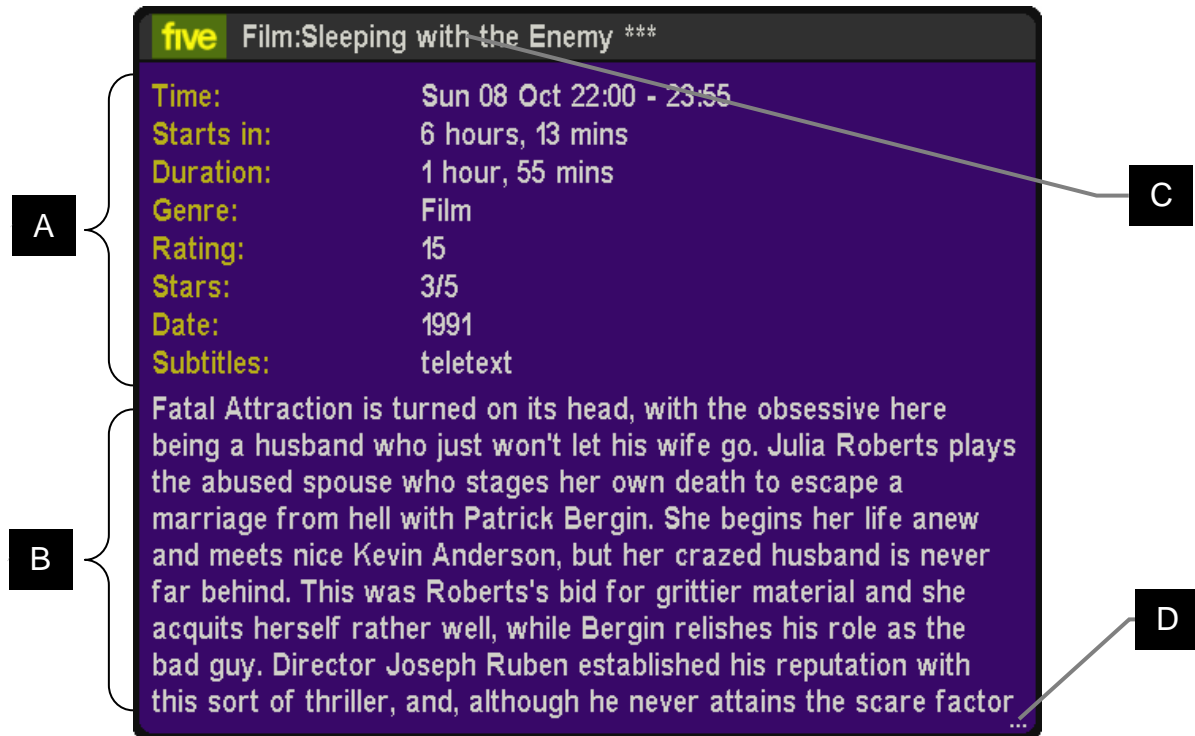 five Film:Sleeping with the Enemy ***
Time: Sun 08 Oct 22:00 - 23:55
Starts in: 6 hours, 13 mins
Duration: 1 hour, 55 mins
Genre: Film
Rating: 15
Stars: 3/5
Date: 1991
Subtitles: teletext
Fatal Attraction is turned on its head, with the obsessive here
being a husband who just won't let his wife go. Julia Roberts plays
the abused spouse who stages her own death to escape a
marriage from hell with Patrick Bergin. She begins her life anew
and meets nice Kevin Anderson, but her crazed husband is never
far behind. This was Roberts's bid for grittier material and she
acquits herself rather well, while Bergin relishes his role as the
bad guy. Director Joseph Ruben established his reputation with
this sort of thriller, and, although he never attains the scare factor
...
A
B
C
D